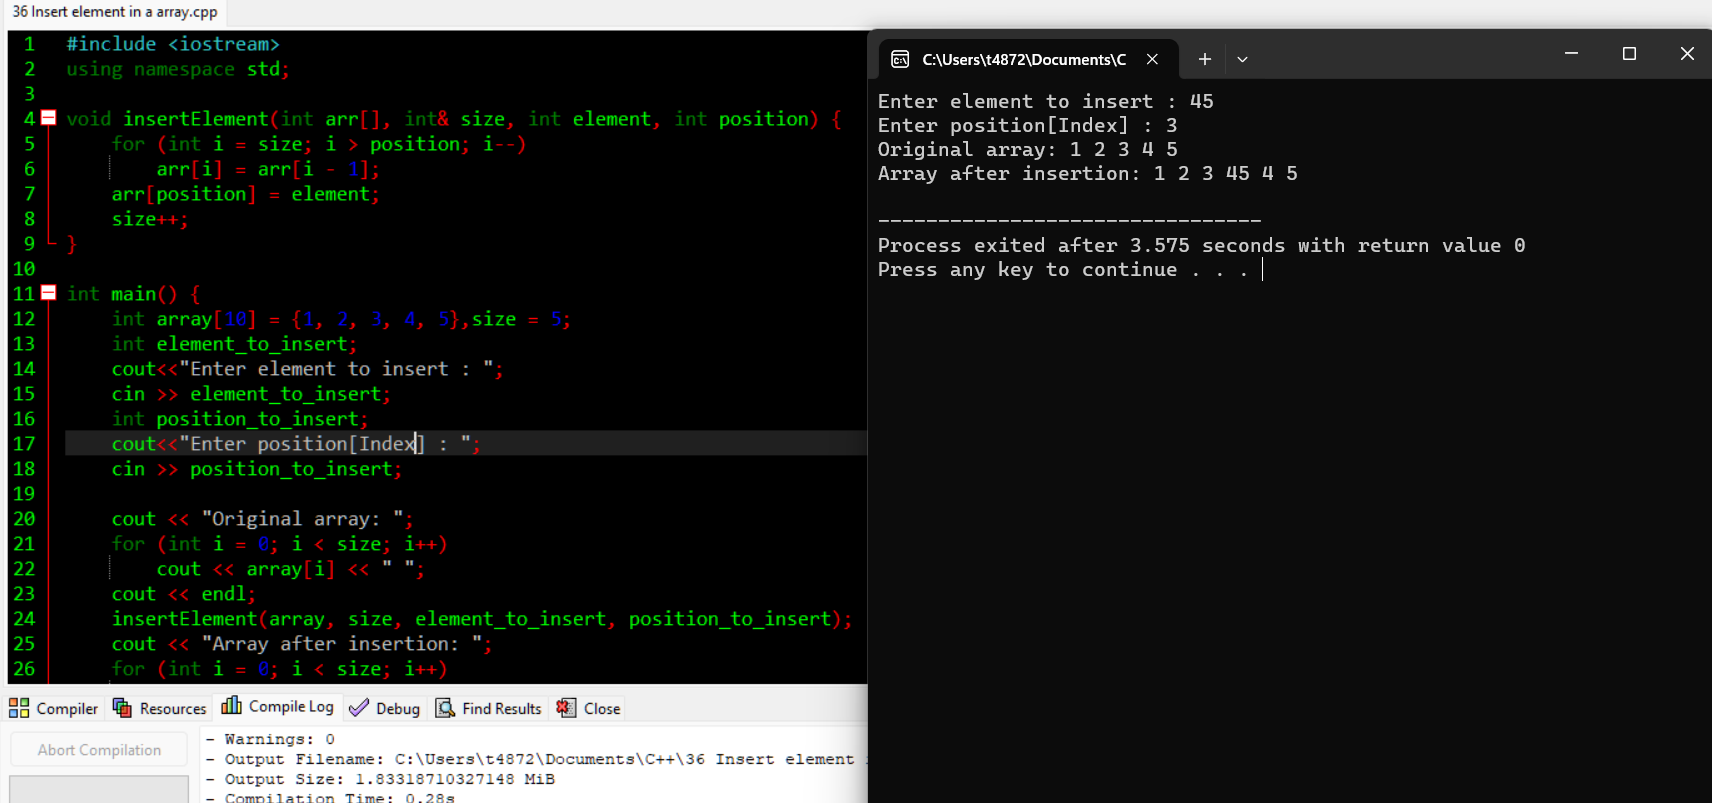 36 Insert element in a array.cpp
1 #include <iostream>
2 using namespace std;
3
4 void insertElement(int arr[], int& size, int element, int position) {
5 for (int i = size; i > position; i--)
6 arr[i] = arr[i - 1];
7 arr[position] = element;
8 size++;
9 }
10
11 int main() {
12 int array[10] = {1, 2, 3, 4, 5},size = 5;
13 int element_to_insert;
14 cout<<"Enter element to insert : ";
15 cin >> element_to_insert;
16 int position_to_insert;
17 cout<<"Enter position[Index] : ";
18 cin >> position_to_insert;
19
20 cout << "Original array: ";
21 for (int i = 0; i < size; i++)
22 cout << array[i] << " ";
23 cout << endl;
24 insertElement(array, size, element_to_insert, position_to_insert);
25 cout << "Array after insertion: ";
26 for (int i = 0; i < size; i++)
Compiler Resources Compile Log Debug Find Results Close
Abort Compilation
- Warnings: 0
- Output Filename: C:\Users\t4872\Documents\C++\36 Insert element
- Output Size: 1.83318710327148 MiB
- Compilation Time: 0.28s
C:\Users\t4872\Documents\C
Enter element to insert : 45
Enter position[Index] : 3
Original array: 1 2 3 4 5
Array after insertion: 1 2 3 45 4 5
--------------------------------
Process exited after 3.575 seconds with return value 0
Press any key to continue . . .